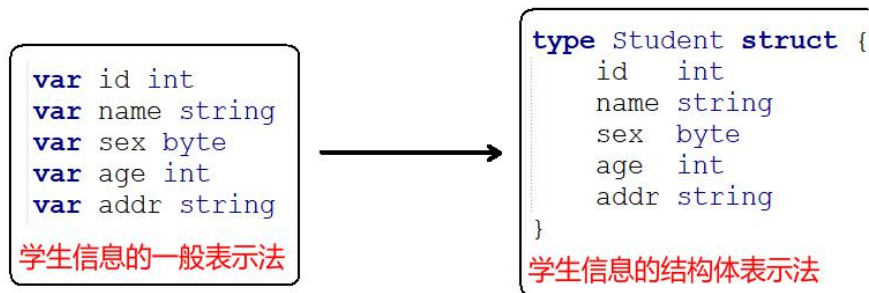 var id int
var name string
var sex byte
var age int
var addr string
学生信息的一般表示法
type Student struct {
id int
name string
sex byte
age int
addr string
}
学生信息的结构体表示法